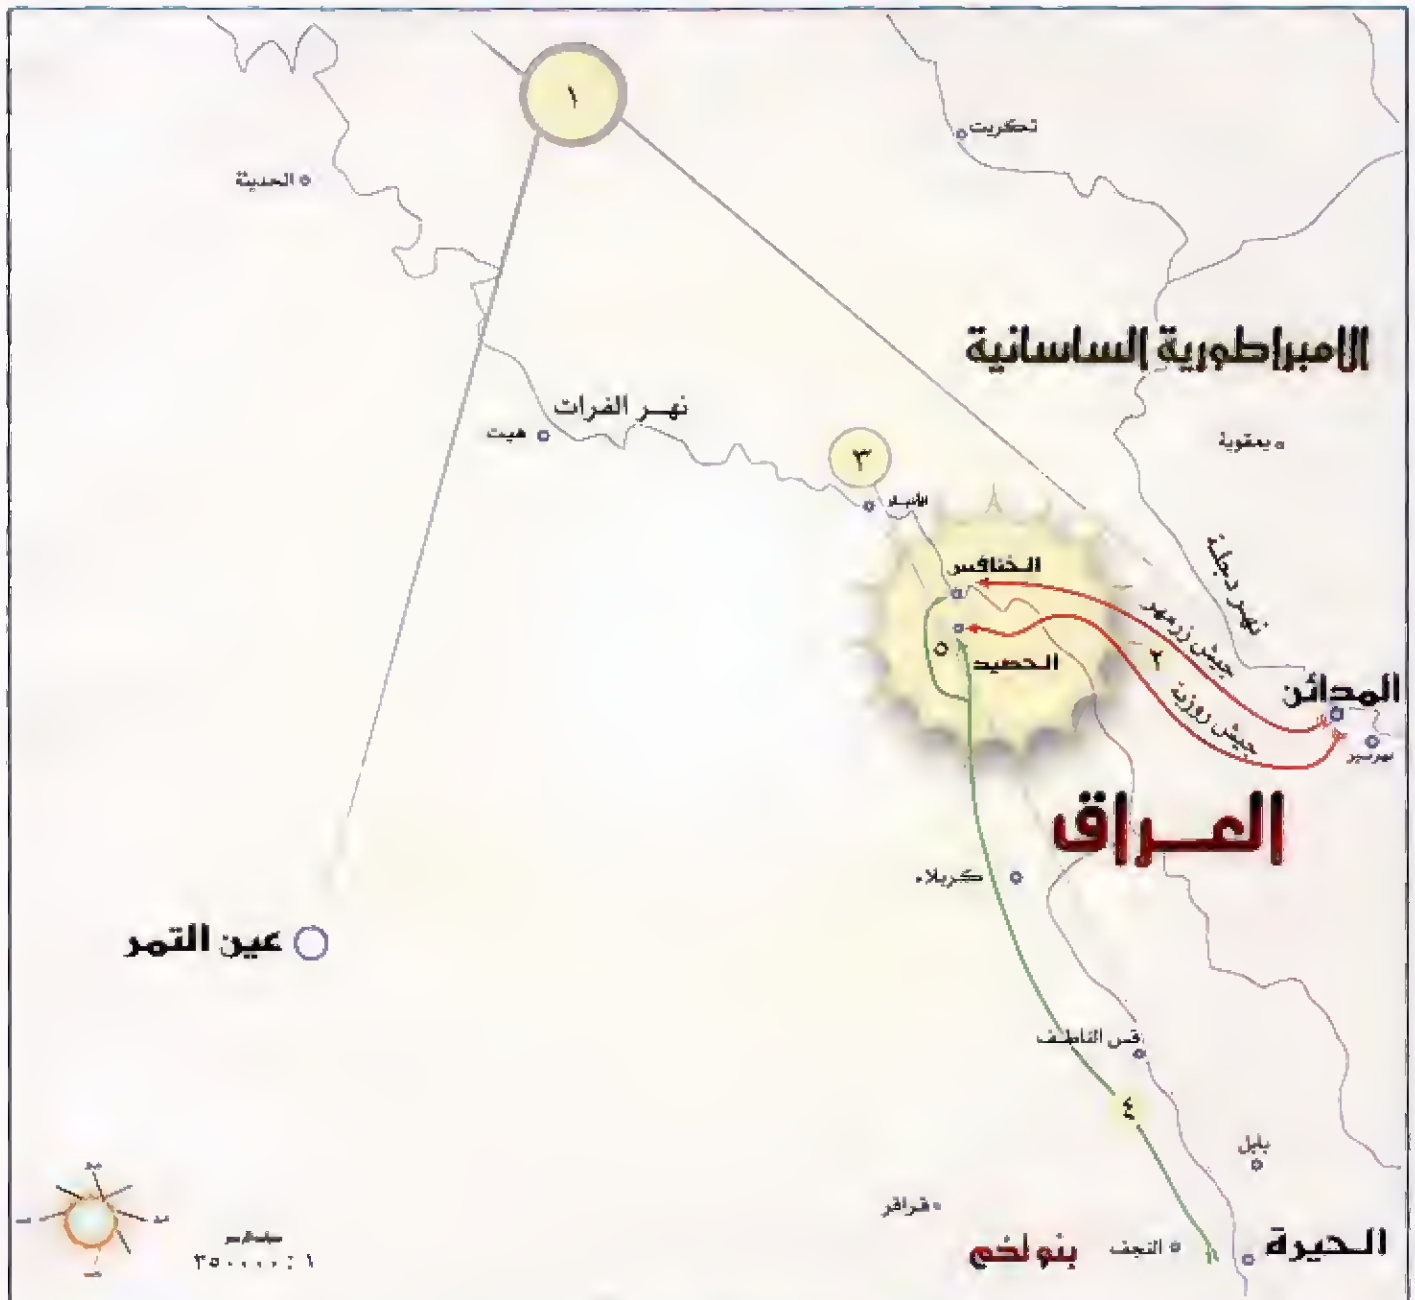 ١
تكريت
الحديثة
الامبراطورية الساسانية
نهر الفرات
هيت
يعقوبة
٣
الأنبار
نهر دجلة
الخنافس
جيش زرمهر
٢
الحصيد
جيش روزبة
المدائن
العراق
كربلاء
عين التمر
قس الناطف
٤
بابل
قراقر
الحيرة
النجف
بنو لخم
١ : ٣٥٠٠٠٠٠